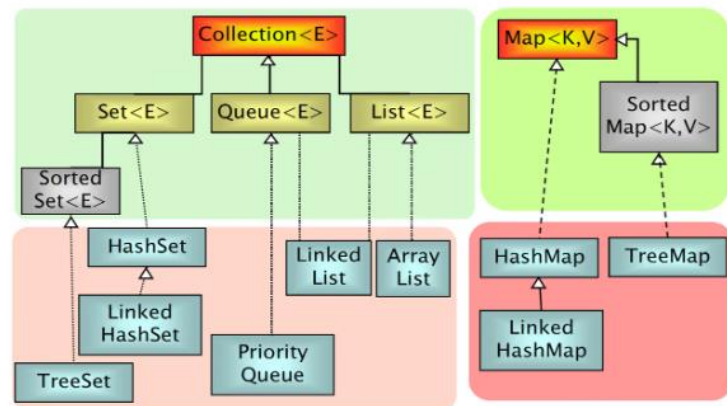 Collection<E>
Map<K,V>
Set<E>
Queue<E>
List<E>
Sorted
Map<K,V>
Sorted
Set<E>
HashSet
Linked
List
Array
List
HashMap
TreeMap
Linked
HashSet
Linked
HashMap
Priority
Queue
TreeSet